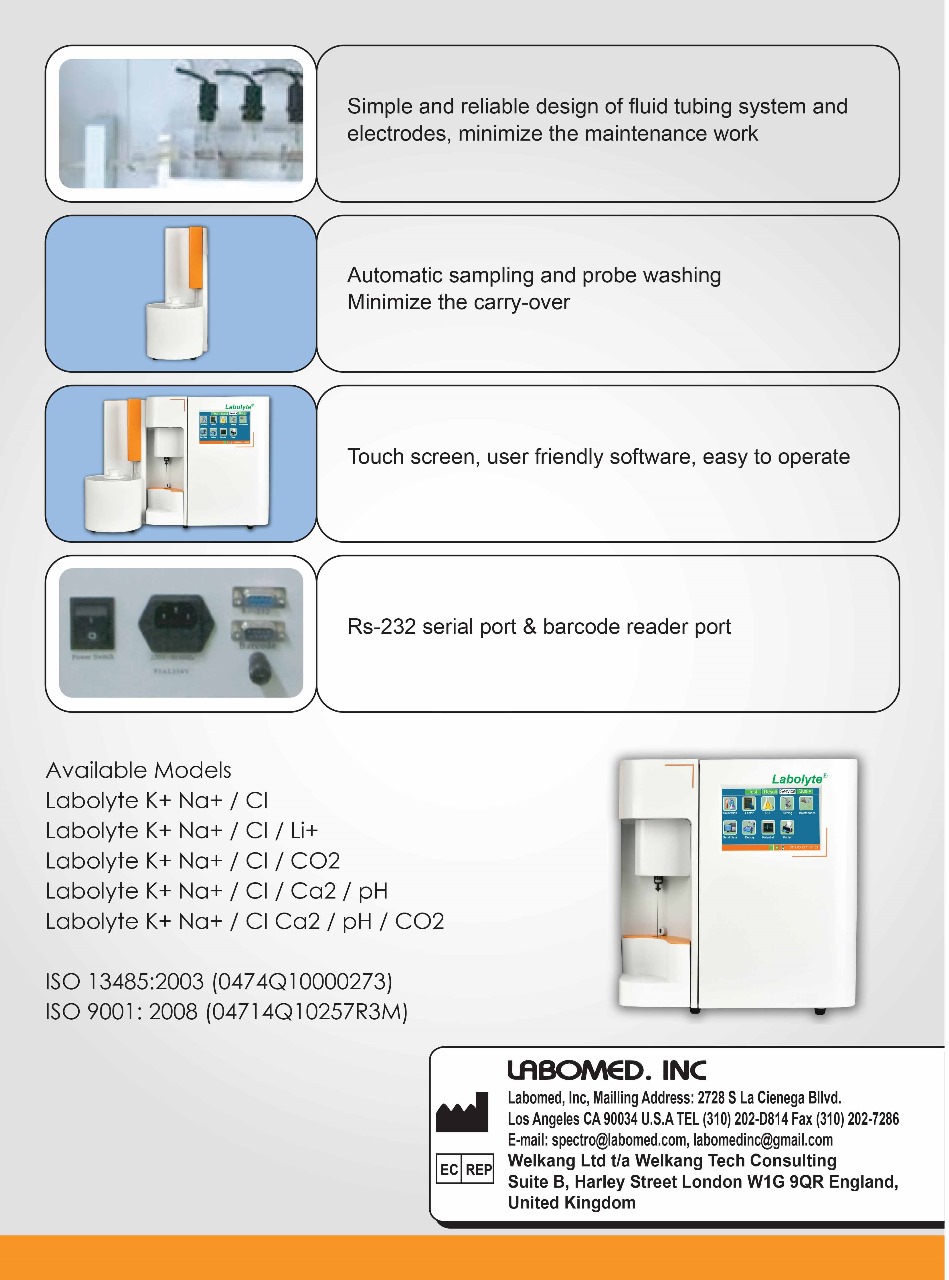 Simple and reliable design of fluid tubing system and
electrodes, minimize the maintenance work
Automatic sampling and probe washing
Minimize the carry-over
Labolyte®
Touch screen, user friendly software, easy to operate
Power Switch
RS-232
Barcode
Rs-232 serial port & barcode reader port
Available Models
Labolyte K+ Na+ / Cl
Labolyte K+ Na+ / Cl / Li+
Labolyte K+ Na+ / Cl / CO2
Labolyte K+ Na+ / Cl / Ca2 / pH
Labolyte K+ Na+ / Cl Ca2 / pH / CO2
ISO 13485:2003 (0474Q10000273)
ISO 9001: 2008 (04714Q10257R3M)
Labolyte®
LABOMED. INC
Labomed, Inc, Mailling Address: 2728 S La Cienega Bllvd.
Los Angeles CA 90034 U.S.A TEL (310) 202-D814 Fax (310) 202-7286
E-mail: spectro@labomed.com, labomedinc@gmail.com
EC REP
Welkang Ltd t/a Welkang Tech Consulting
Suite B, Harley Street London W1G 9QR England,
United Kingdom